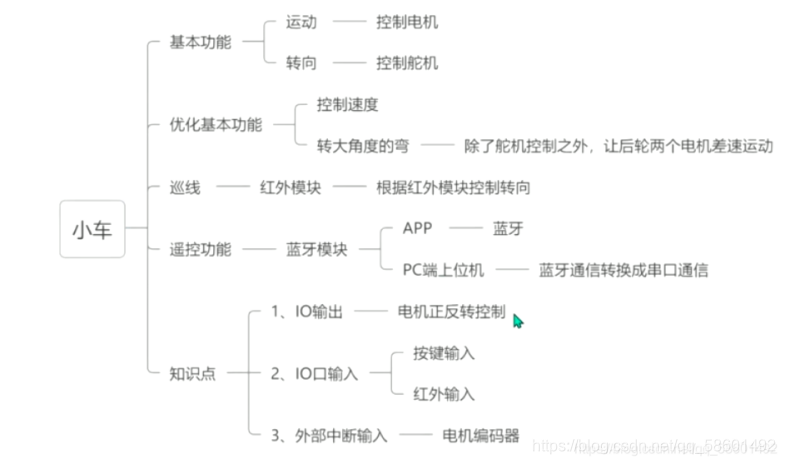 小车
基本功能
运动
控制电机
转向
控制舵机
优化基本功能
控制速度
转大角度的弯
除了舵机控制之外，让后轮两个电机差速运动
巡线
红外模块
根据红外模块控制转向
遥控功能
蓝牙模块
APP
蓝牙
PC端上位机
蓝牙通信转换成串口通信
知识点
1、IO输出
电机正反转控制
2、IO口输入
按键输入
红外输入
3、外部中断输入
电机编码器
https://blog.csdn.net/qq_58601492